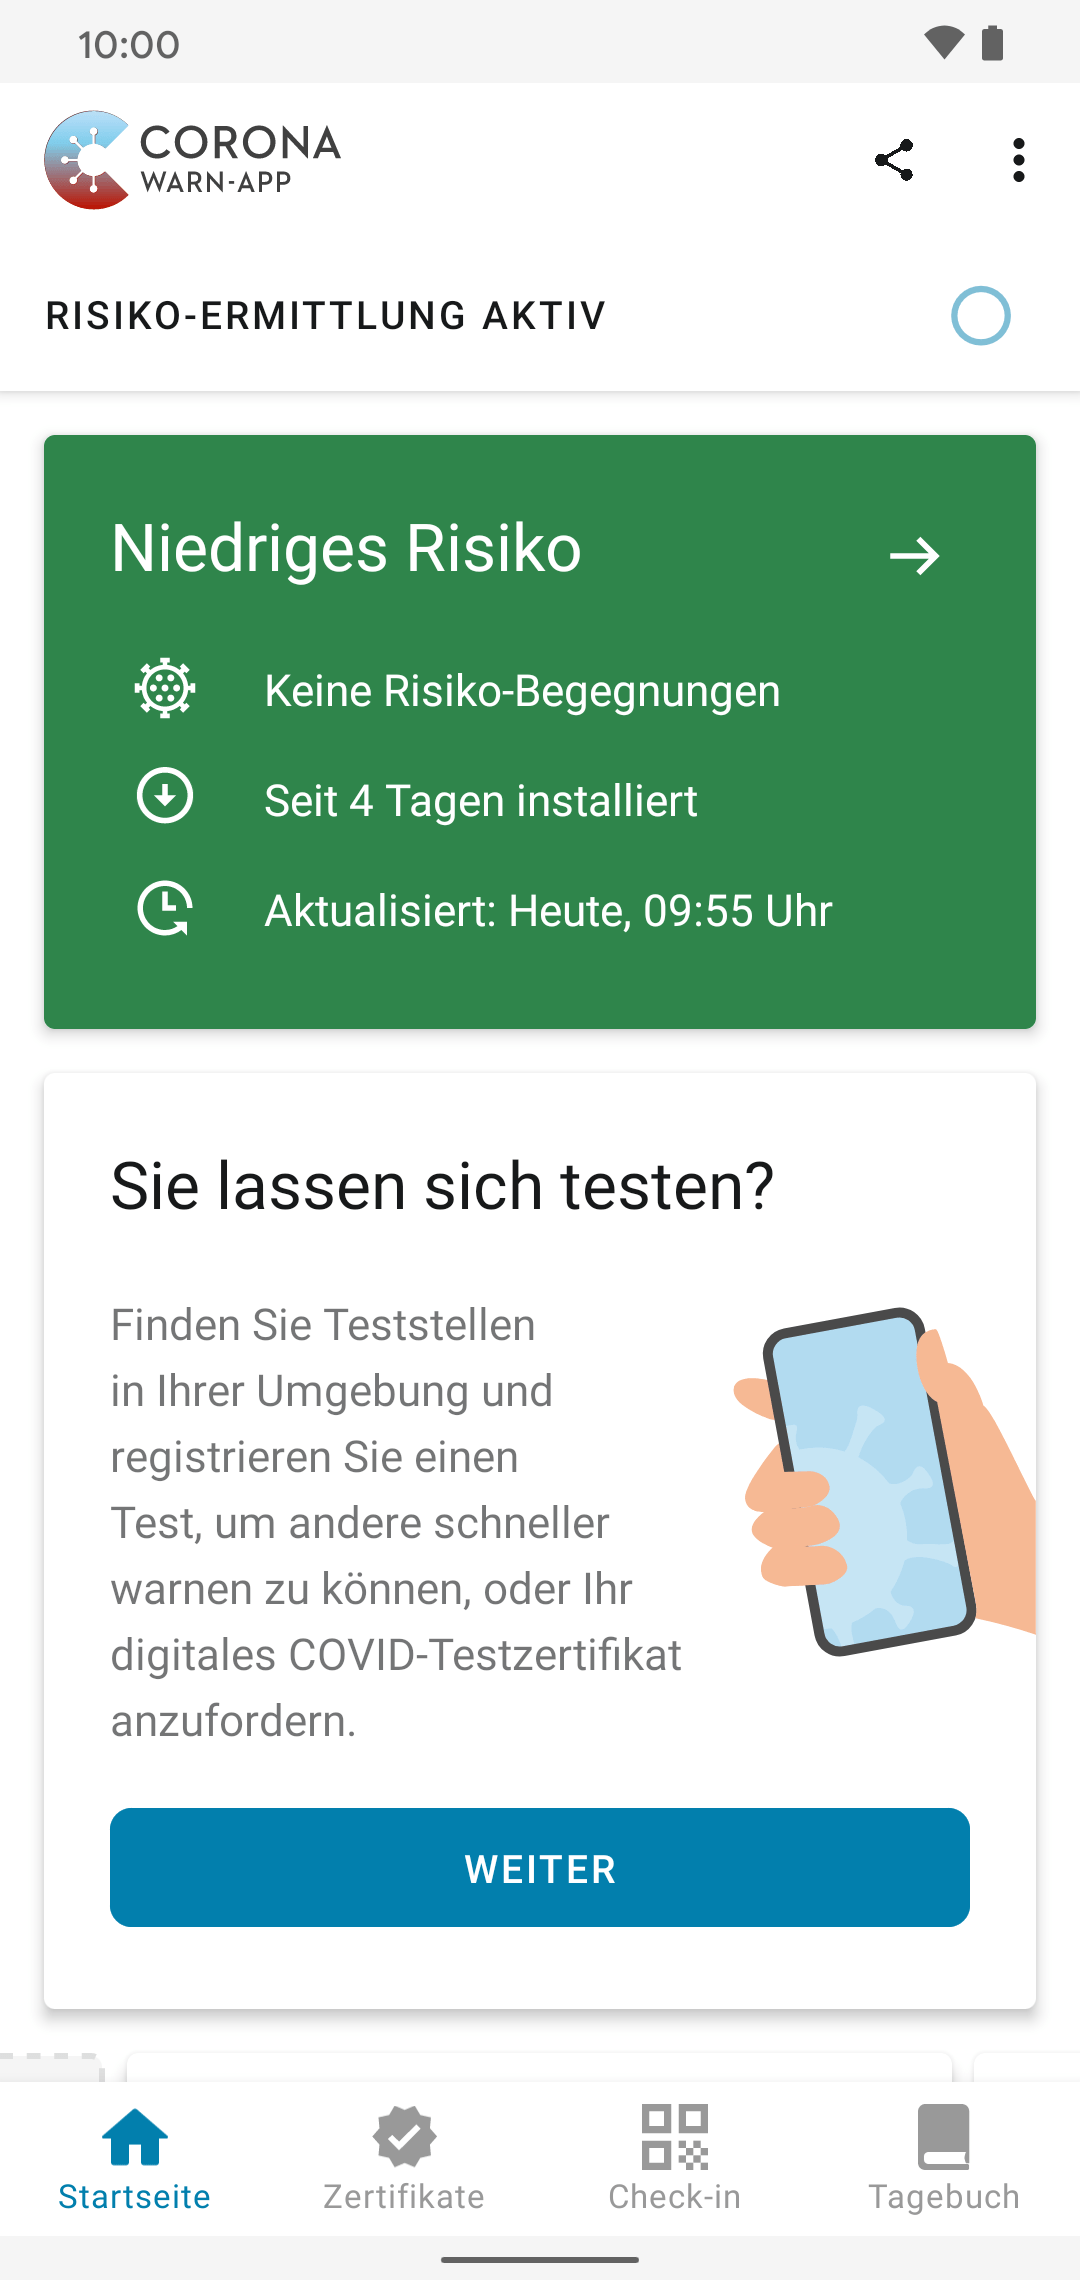 10:00
CORONA
WARN-APP
RISIKO-ERMITTLUNG AKTIV
Niedriges Risiko
Keine Risiko-Begegnungen
Seit 4 Tagen installiert
Aktualisiert: Heute, 09:55 Uhr
Sie lassen sich testen?
Finden Sie Teststellen
in Ihrer Umgebung und
registrieren Sie einen
Test, um andere schneller
warnen zu können, oder Ihr
digitales COVID-Testzertifikat
anzufordern.
WEITER
Startseite
Zertifikate
Check-in
Tagebuch